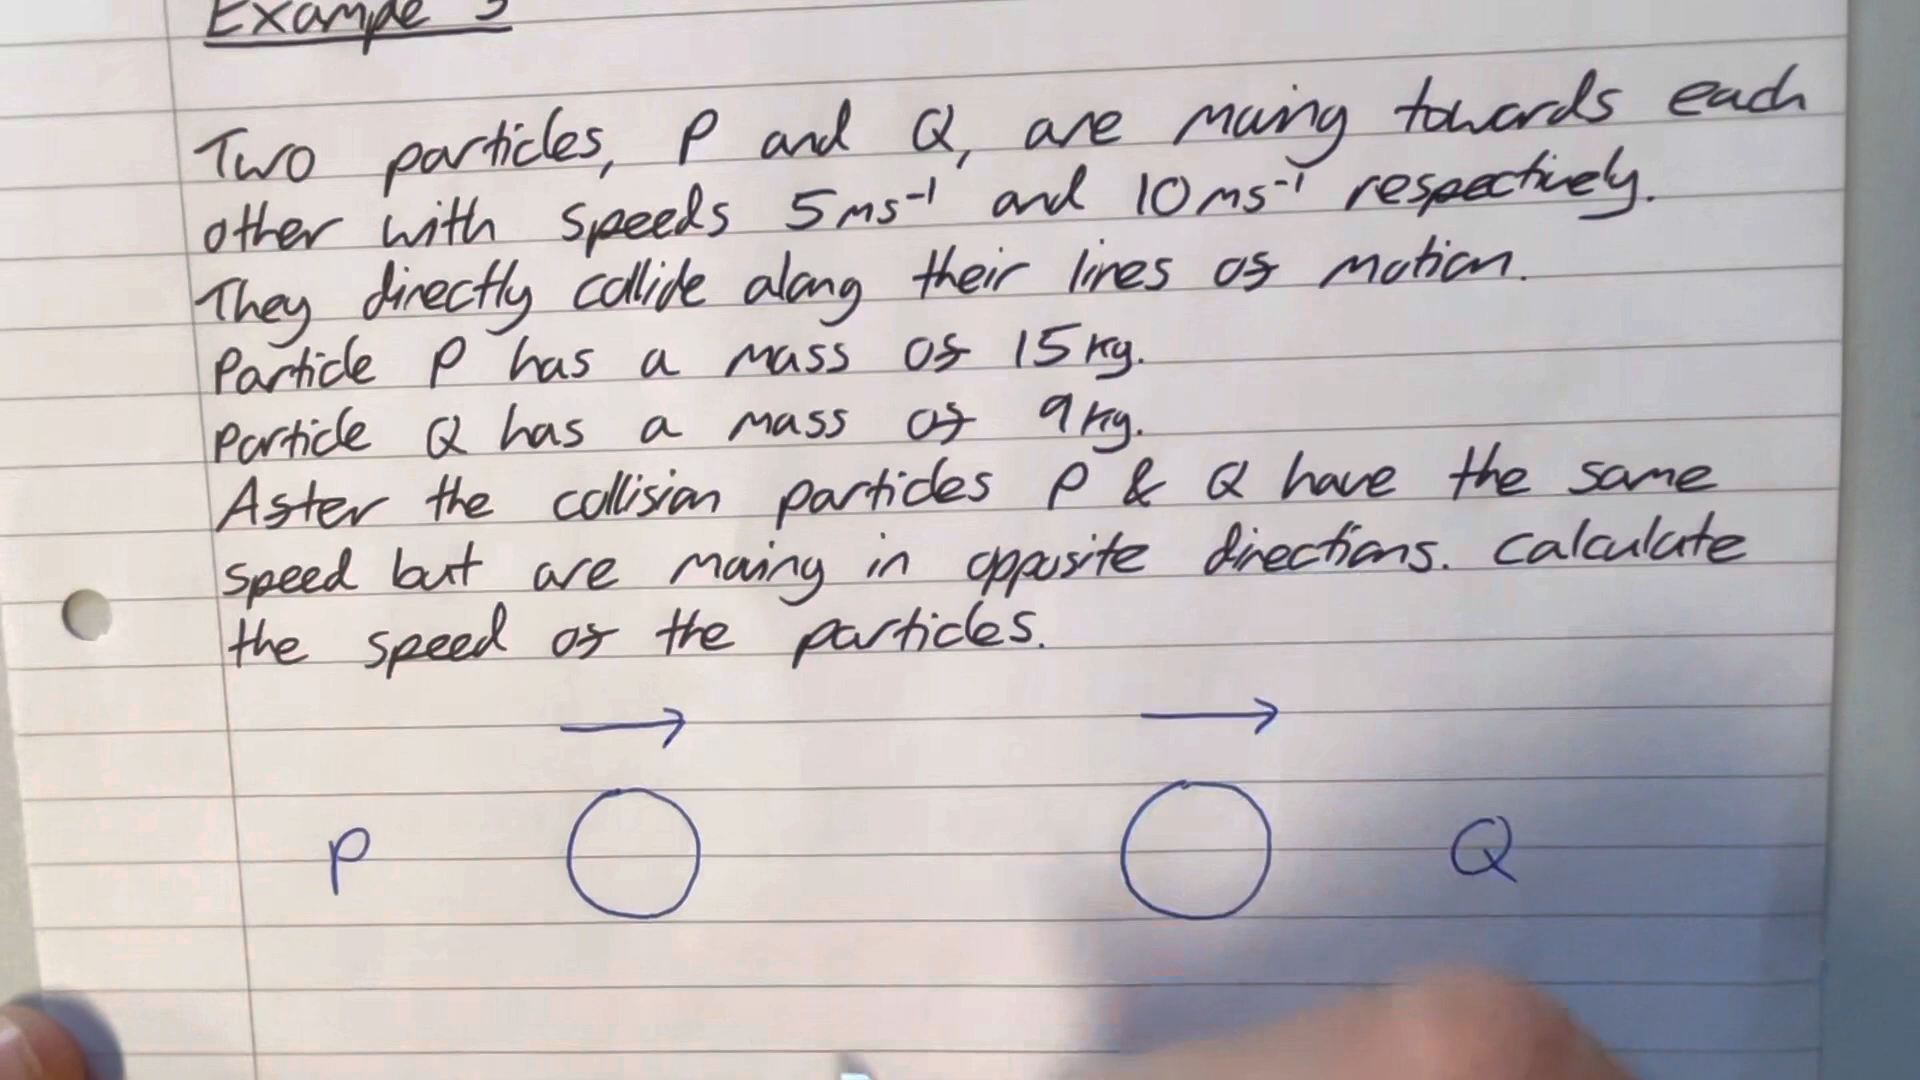 Example 3
Two particles, P and Q, are moving towards each
other with speeds 5ms⁻¹ and 10ms⁻¹ respectively.
They directly collide along their lines of motion.
Particle P has a mass of 15kg.
Particle Q has a mass of 9kg.
After the collision particles P & Q have the same
speed but are moving in opposite directions. Calculate
the speed of the particles.
P Q